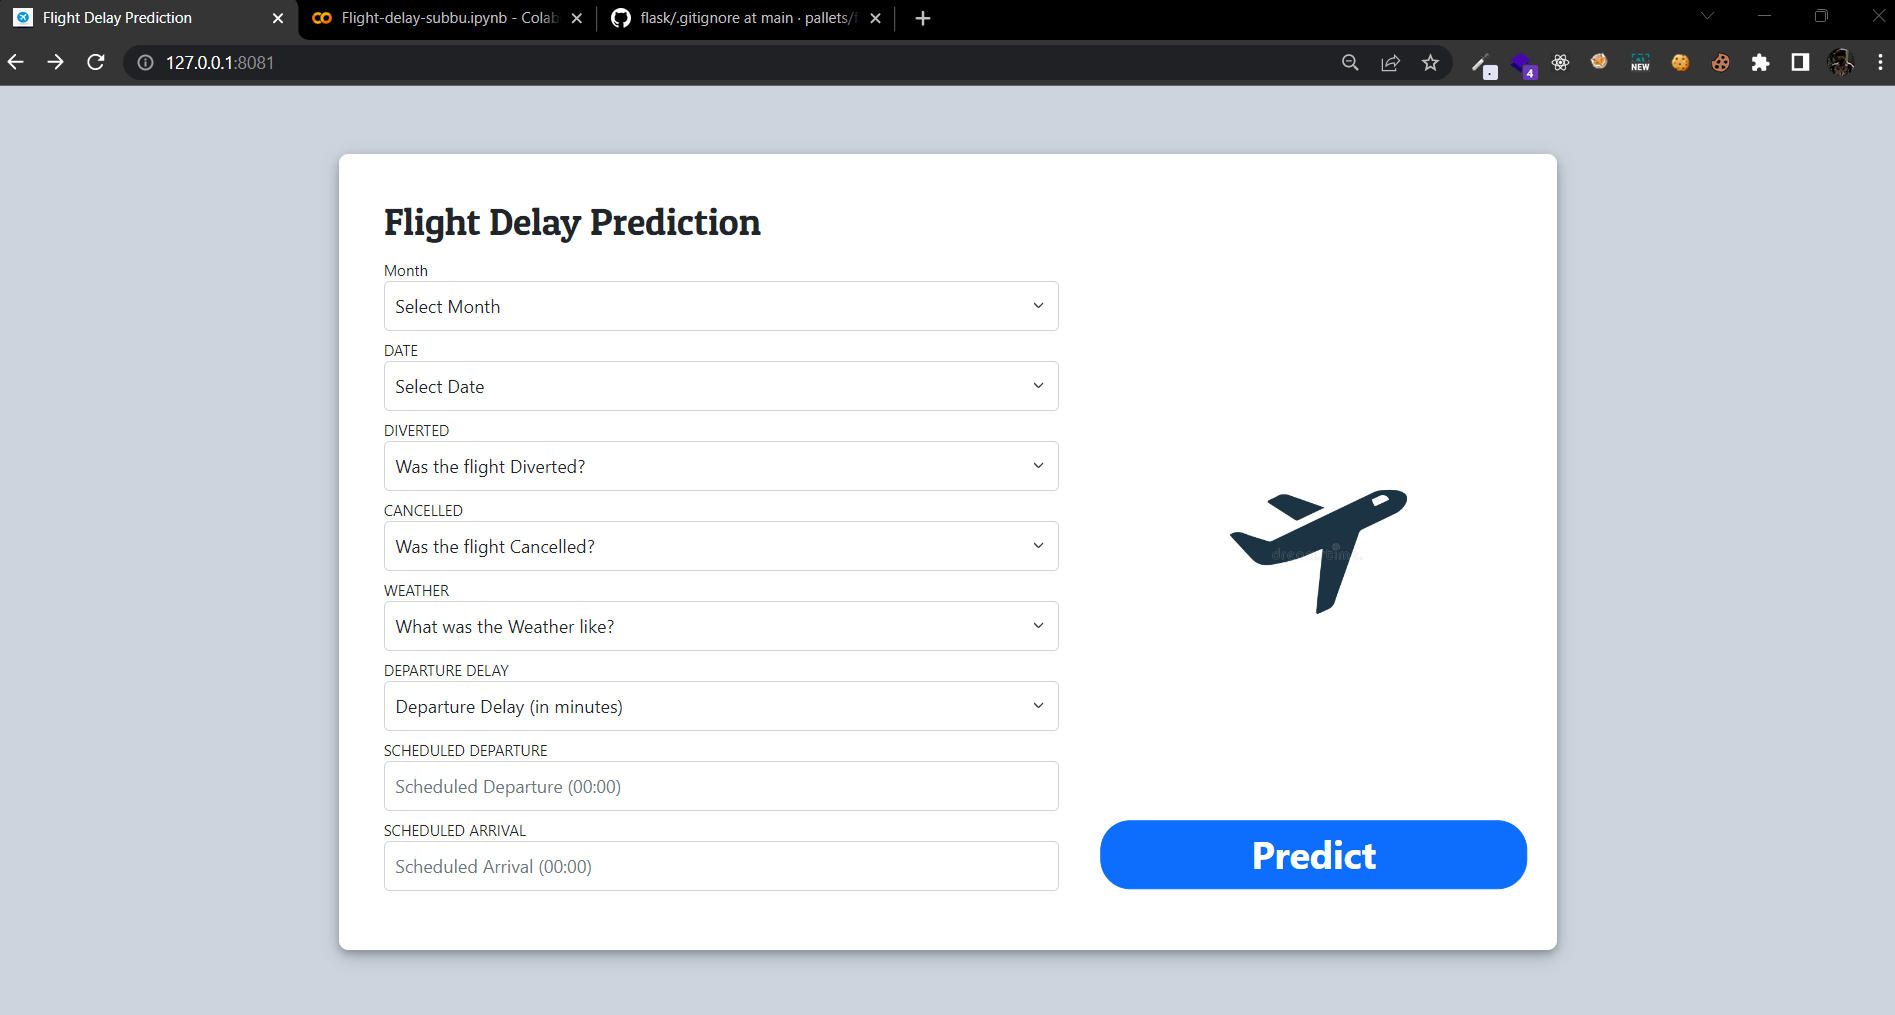 Flight Delay Prediction
Flight-delay-subbu.ipynb - Colab
flask/.gitignore at main · pallets/f
127.0.0.1:8081
NEW
4
Flight Delay Prediction
Month
Select Month
DATE
Select Date
DIVERTED
Was the flight Diverted?
CANCELLED
Was the flight Cancelled?
WEATHER
What was the Weather like?
DEPARTURE DELAY
Departure Delay (in minutes)
SCHEDULED DEPARTURE
Scheduled Departure (00:00)
SCHEDULED ARRIVAL
Scheduled Arrival (00:00)
Predict